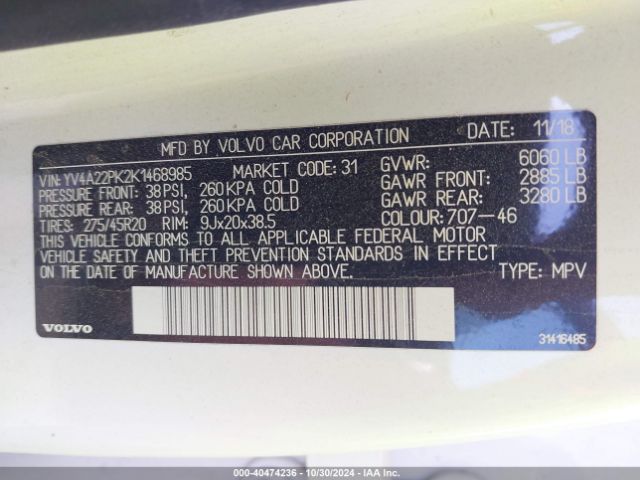 MFD BY VOLVO CAR CORPORATION DATE: 11/18
VIN: YV4A22PK2K1468985 MARKET CODE: 31 GVWR: 6060 LB
PRESSURE FRONT: 38 PSI, 260 KPA COLD GAWR FRONT: 2885 LB
PRESSURE REAR: 38 PSI, 260 KPA COLD GAWR REAR: 3280 LB
TIRES: 275/45R20 RIM: 9Jx20x38.5 COLOUR: 707-46
THIS VEHICLE CONFORMS TO ALL APPLICABLE FEDERAL MOTOR
VEHICLE SAFETY AND THEFT PREVENTION STANDARDS IN EFFECT
ON THE DATE OF MANUFACTURE SHOWN ABOVE. TYPE: MPV
VOLVO 31416485
000-40474236 - 10/30/2024 - IAAI.COM